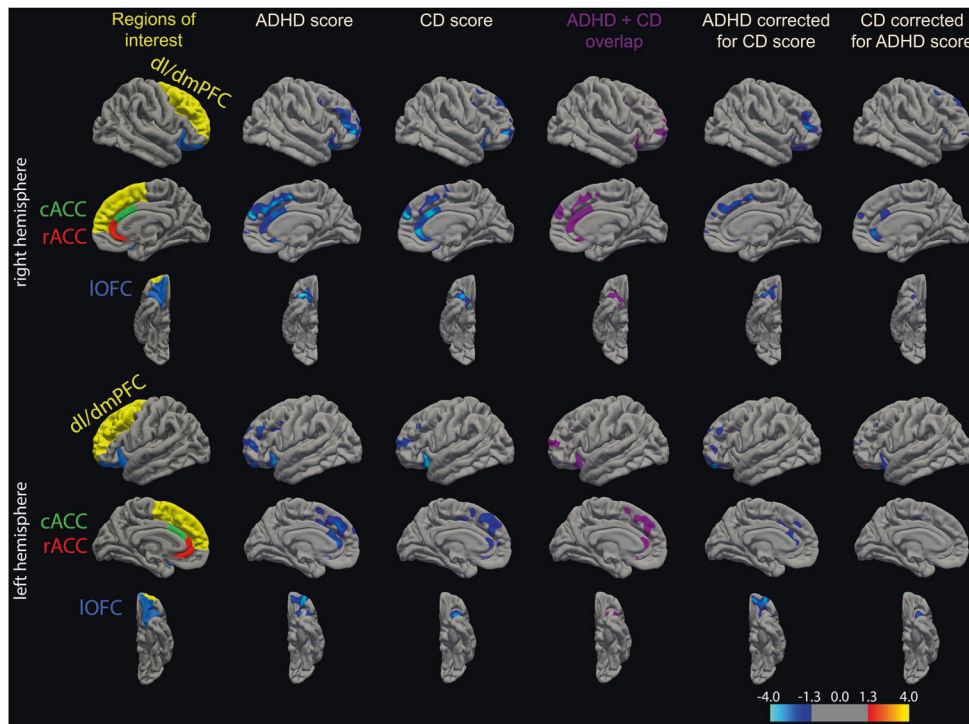 Regions of interest
ADHD score
CD score
ADHD + CD overlap
ADHD corrected for CD score
CD corrected for ADHD score
right hemisphere
dl/dmPFC
cACC
rACC
lOFC
left hemisphere
dl/dmPFC
cACC
rACC
lOFC
-4.0 -1.3 0.0 1.3 4.0